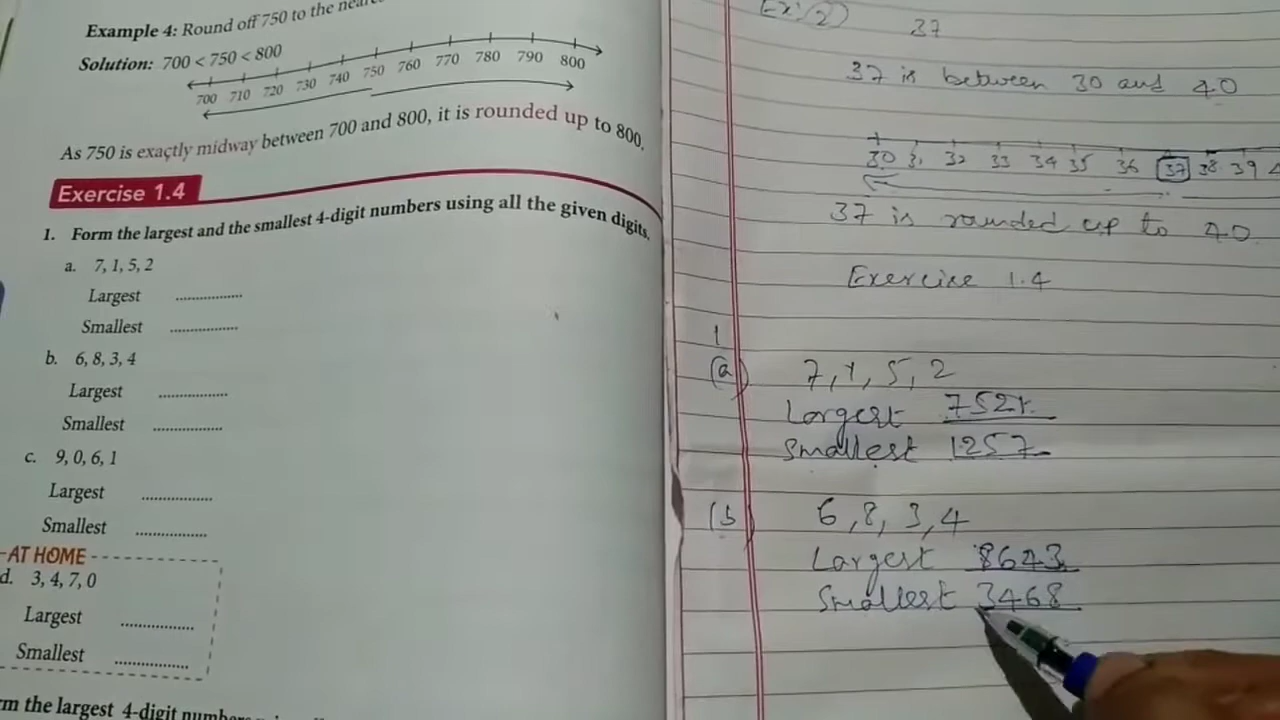 Example 4: Round off 750 to the
Solution: 700 < 750 < 800
700 710 720 730 740 750 760 770 780 790 800
As 750 is exactly midway between 700 and 800, it is rounded up to 800.
Exercise 1.4
1. Form the largest and the smallest 4-digit numbers using all the given digits.
a. 7, 1, 5, 2
Largest ................
Smallest ................
b. 6, 8, 3, 4
Largest ................
Smallest ................
c. 9, 0, 6, 1
Largest ................
Smallest ................
AT HOME
d. 3, 4, 7, 0
Largest ................
Smallest ................
the largest 4-digit
Ex: 2)
37
37 is between 30 and 40
30 31 32 33 34 35 36 37 38 39
37 is rounded up to 40
Exercise 1.4
1
(a) 7, 1, 5, 2
Largest 7521
Smallest 1257
(b) 6, 8, 3, 4
Largest 8643
Smallest 3468